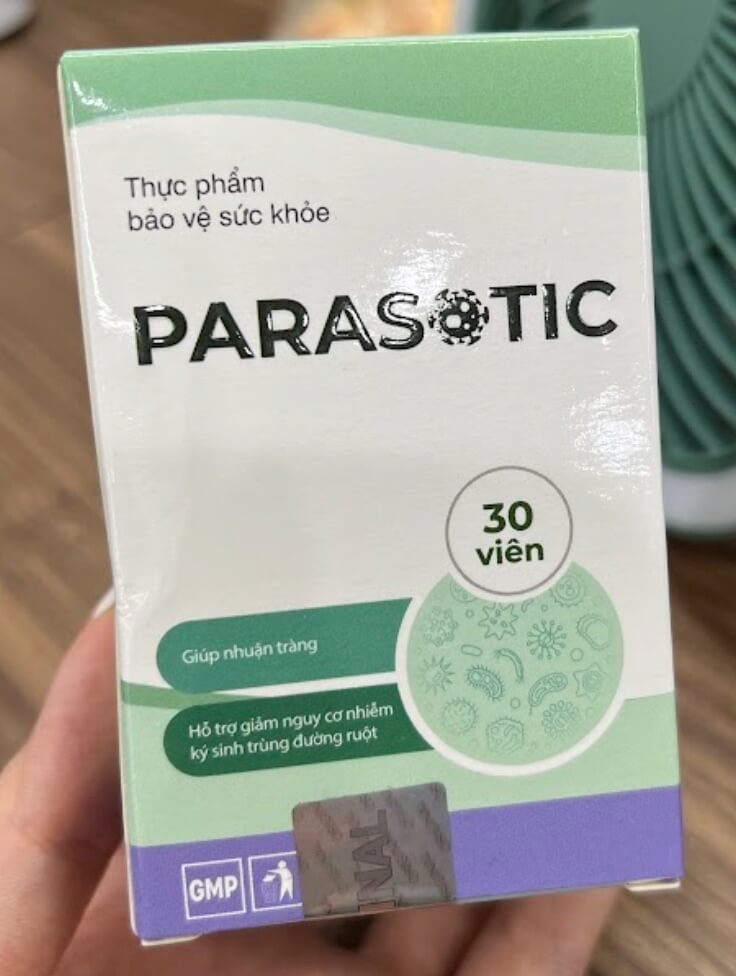 Thực phẩm
bảo vệ sức khỏe
PARASOTIC
30
viên
Giúp nhuận tràng
Hỗ trợ giảm nguy cơ nhiễm
ký sinh trùng đường ruột
GMP
INAL